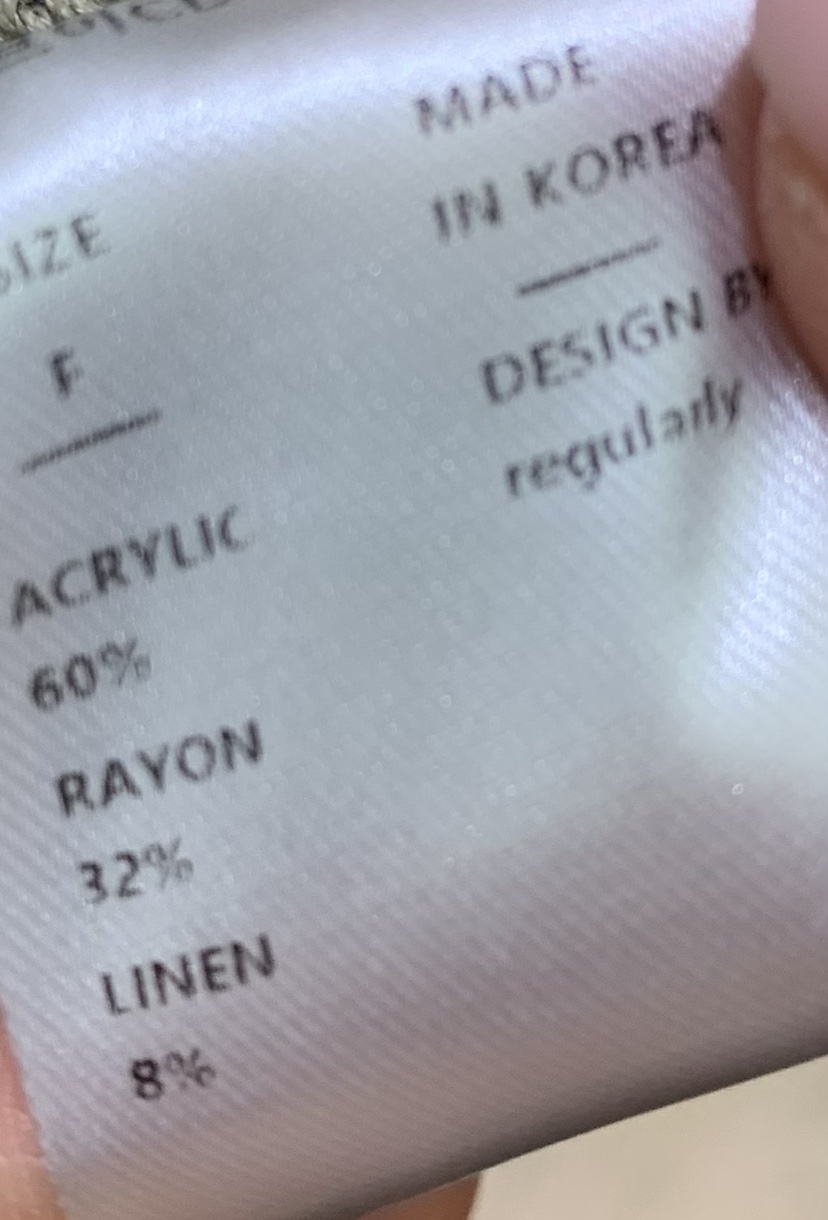 SIZE
F
ACRYLIC
60%
RAYON
32%
LINEN
8%
MADE
IN KOREA
DESIGN BY
regularly